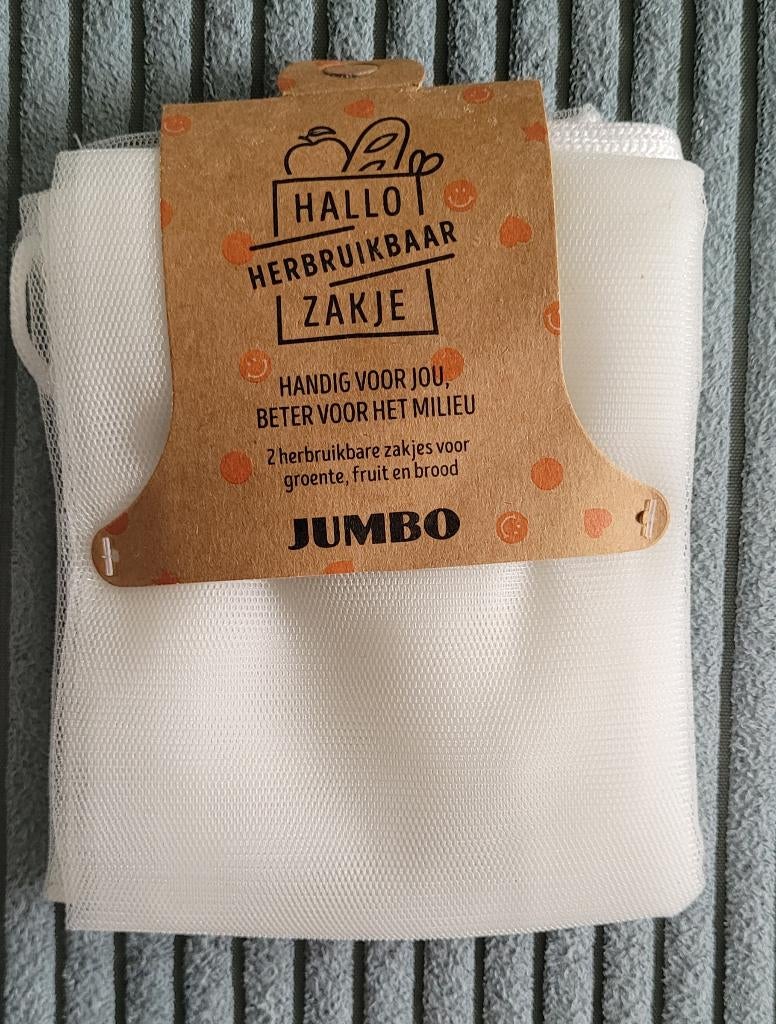 HALLO
HERBRUIKBAAR
ZAKJE
HANDIG VOOR JOU,
BETER VOOR HET MILIEU
2 herbruikbare zakjes voor
groente, fruit en brood
JUMBO